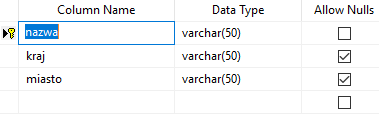 Column Name Data Type Allow Nulls
nazwa varchar(50)
kraj varchar(50)
miasto varchar(50)